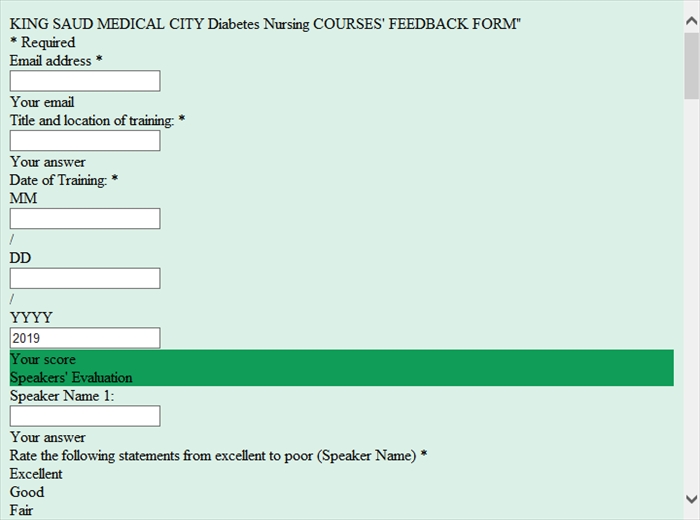 KING SAUD MEDICAL CITY Diabetes Nursing COURSES' FEEDBACK FORM"
* Required
Email address *
Your email
Title and location of training: *
Your answer
Date of Training: *
MM
/
DD
/
YYYY
2019
Your score
Speakers' Evaluation
Speaker Name 1:
Your answer
Rate the following statements from excellent to poor (Speaker Name) *
Excellent
Good
Fair